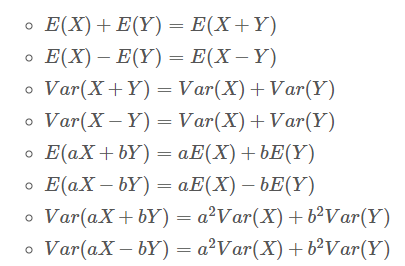 ◦ E(X) + E(Y) = E(X + Y)
◦ E(X) − E(Y) = E(X − Y)
◦ Var(X + Y) = Var(X) + Var(Y)
◦ Var(X − Y) = Var(X) + Var(Y)
◦ E(aX + bY) = aE(X) + bE(Y)
◦ E(aX − bY) = aE(X) − bE(Y)
◦ Var(aX + bY) = a²Var(X) + b²Var(Y)
◦ Var(aX − bY) = a²Var(X) + b²Var(Y)